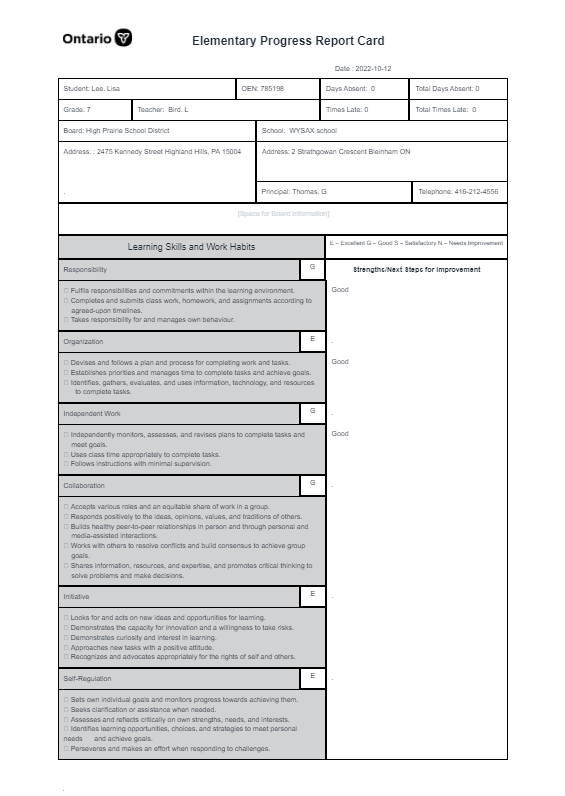 Ontario
Elementary Progress Report Card
Date : 2022-10-12
Student: Lee. Lisa
OEN: 785198
Days Absent: 0
Total Days Absent: 0
Grade: 7
Teacher: Bird. L
Times Late: 0
Total Times Late: 0
Board: High Prairie School District
School: WYSAX school
Address: : 2475 Kennedy Street Highland Hills, PA 15004
Address: 2 Strathgowan Crescent Bleinham ON
.
Principal: Thomas. G
Telephone: 416-212-4556
[Space for Board Information]
Learning Skills and Work Habits
E – Excellent G – Good S – Satisfactory N – Needs Improvement
Responsibility
G
Strengths/Next Steps for Improvement
□ Fulfils responsibilities and commitments within the learning environment.
□ Completes and submits class work, homework, and assignments according to
agreed-upon timelines.
□ Takes responsibility for and manages own behaviour.
Good
Organization
E
.
□ Devises and follows a plan and process for completing work and tasks.
□ Establishes priorities and manages time to complete tasks and achieve goals.
□ Identifies, gathers, evaluates, and uses information, technology, and resources
to complete tasks.
Good
Independent Work
G
.
□ Independently monitors, assesses, and revises plans to complete tasks and
meet goals.
□ Uses class time appropriately to complete tasks.
□ Follows instructions with minimal supervision.
Good
Collaboration
G
.
□ Accepts various roles and an equitable share of work in a group.
□ Responds positively to the ideas, opinions, values, and traditions of others.
□ Builds healthy peer-to-peer relationships in person and through personal and
media-assisted interactions.
□ Works with others to resolve conflicts and build consensus to achieve group
goals.
□ Shares information, resources, and expertise, and promotes critical thinking to
solve problems and make decisions.
Initiative
E
.
□ Looks for and acts on new ideas and opportunities for learning.
□ Demonstrates the capacity for innovation and a willingness to take risks.
□ Demonstrates curiosity and interest in learning.
□ Approaches new tasks with a positive attitude.
□ Recognizes and advocates appropriately for the rights of self and others.
Self-Regulation
E
.
□ Sets own individual goals and monitors progress towards achieving them.
□ Seeks clarification or assistance when needed.
□ Assesses and reflects critically on own strengths, needs, and interests.
□ Identifies learning opportunities, choices, and strategies to meet personal
needs and achieve goals.
□ Perseveres and makes an effort when responding to challenges.
.